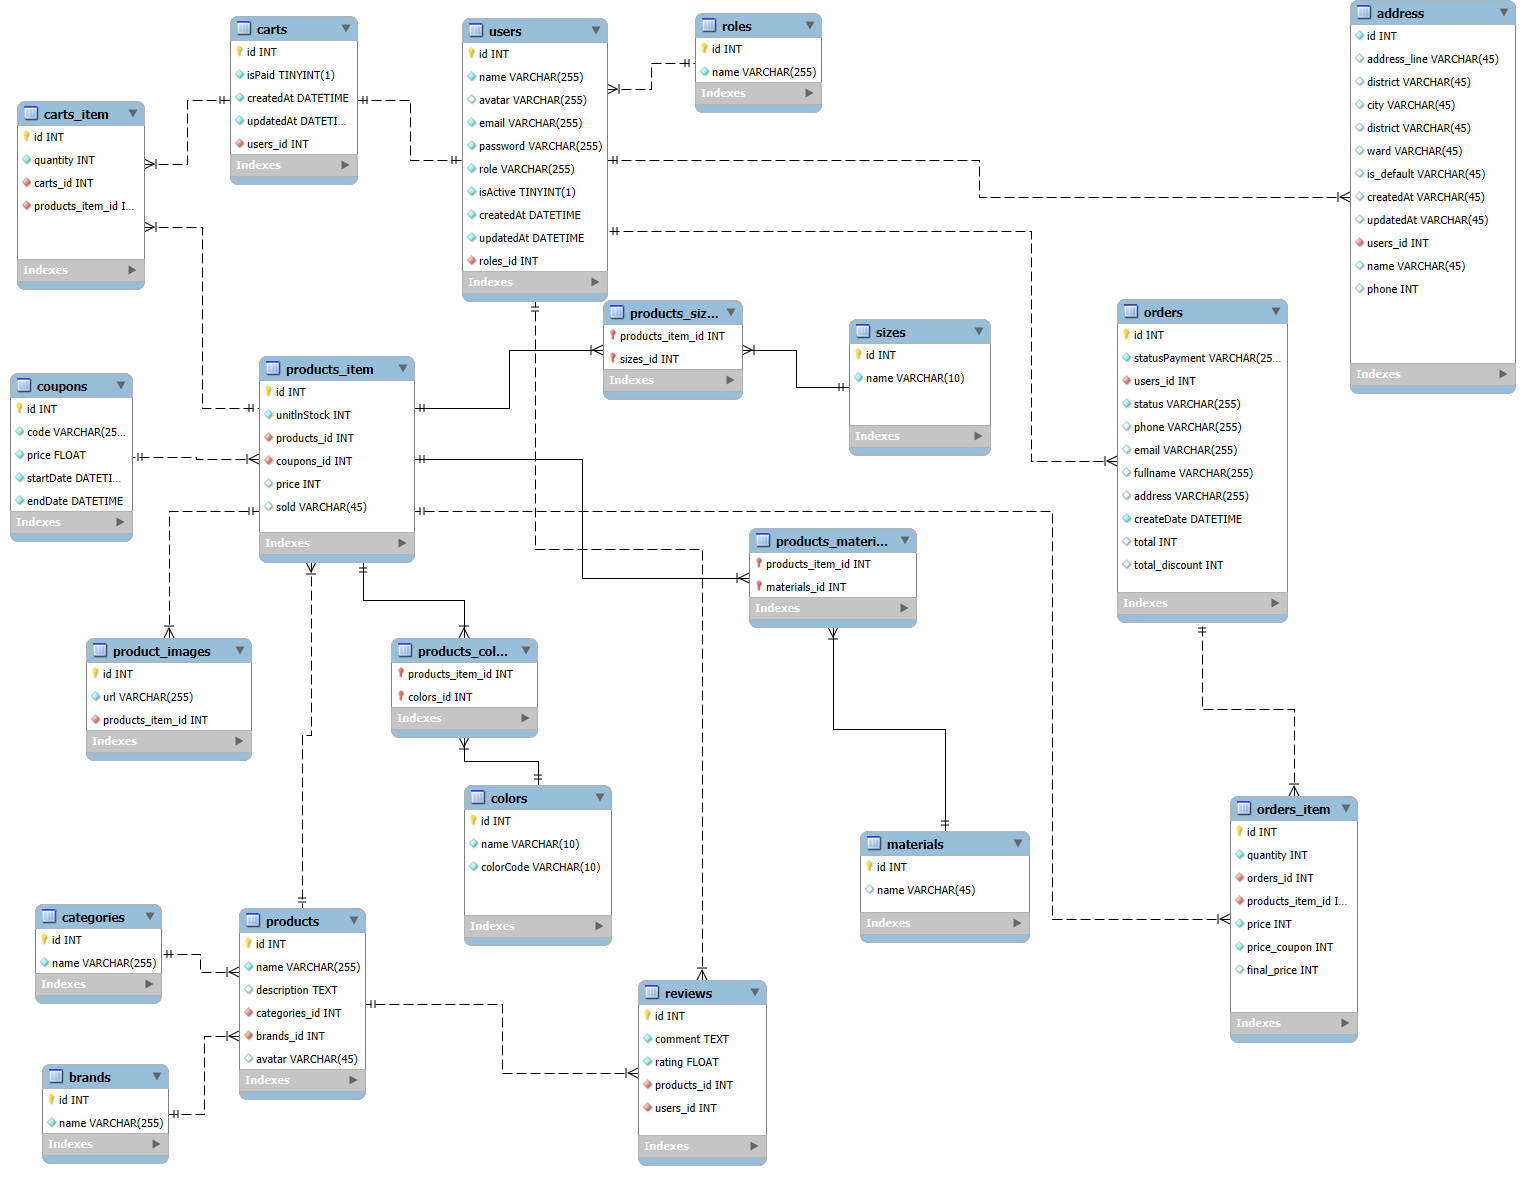 carts
id INT
isPaid TINYINT(1)
createdAt DATETIME
updatedAt DATETI...
users_id INT
Indexes
users
id INT
name VARCHAR(255)
avatar VARCHAR(255)
email VARCHAR(255)
password VARCHAR(255)
role VARCHAR(255)
isActive TINYINT(1)
createdAt DATETIME
updatedAt DATETIME
roles_id INT
Indexes
roles
id INT
name VARCHAR(255)
Indexes
address
id INT
address_line VARCHAR(45)
district VARCHAR(45)
city VARCHAR(45)
district VARCHAR(45)
ward VARCHAR(45)
is_default VARCHAR(45)
createdAt VARCHAR(45)
updatedAt VARCHAR(45)
users_id INT
name VARCHAR(45)
phone INT
Indexes
carts_item
id INT
quantity INT
carts_id INT
products_item_id I...
Indexes
products_siz...
products_item_id INT
sizes_id INT
Indexes
sizes
id INT
name VARCHAR(10)
Indexes
orders
id INT
statusPayment VARCHAR(25...
users_id INT
status VARCHAR(255)
phone VARCHAR(255)
email VARCHAR(255)
fullname VARCHAR(255)
address VARCHAR(255)
createDate DATETIME
total INT
total_discount INT
Indexes
coupons
id INT
code VARCHAR(25...
price FLOAT
startDate DATETI...
endDate DATETIME
Indexes
products_item
id INT
unitInStock INT
products_id INT
coupons_id INT
price INT
sold VARCHAR(45)
Indexes
products_materi...
products_item_id INT
materials_id INT
Indexes
product_images
id INT
url VARCHAR(255)
products_item_id INT
Indexes
products_col...
products_item_id INT
colors_id INT
Indexes
colors
id INT
name VARCHAR(10)
colorCode VARCHAR(10)
Indexes
materials
id INT
name VARCHAR(45)
Indexes
orders_item
id INT
quantity INT
orders_id INT
products_item_id I...
price INT
price_coupon INT
final_price INT
Indexes
categories
id INT
name VARCHAR(255)
Indexes
products
id INT
name VARCHAR(255)
description TEXT
categories_id INT
brands_id INT
avatar VARCHAR(45)
Indexes
reviews
id INT
comment TEXT
rating FLOAT
products_id INT
users_id INT
Indexes
brands
id INT
name VARCHAR(255)
Indexes